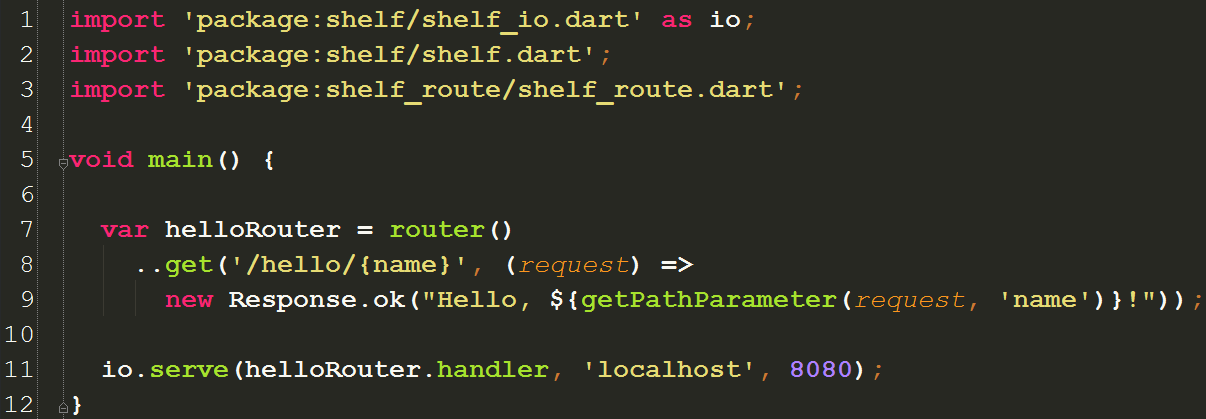 1 import 'package:shelf/shelf_io.dart' as io;
2 import 'package:shelf/shelf.dart';
3 import 'package:shelf_route/shelf_route.dart';
4
5 void main() {
6
7 var helloRouter = router()
8 ..get('/hello/{name}', (request) =>
9 new Response.ok("Hello, ${getPathParameter(request, 'name')}!"));
10
11 io.serve(helloRouter.handler, 'localhost', 8080);
12 }